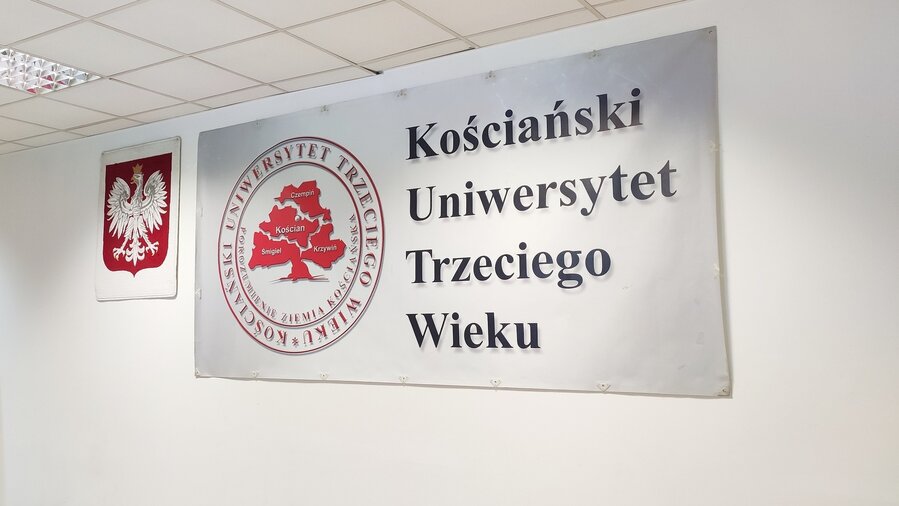 KOŚCIAŃSKI UNIWERSYTET TRZECIEGO WIEKU *
POROZUMIENIE ZIEMIA KOŚCIAŃSKA
Czempiń
Kościan
Śmigiel
Krzywiń
Kościański
Uniwersytet
Trzeciego
Wieku